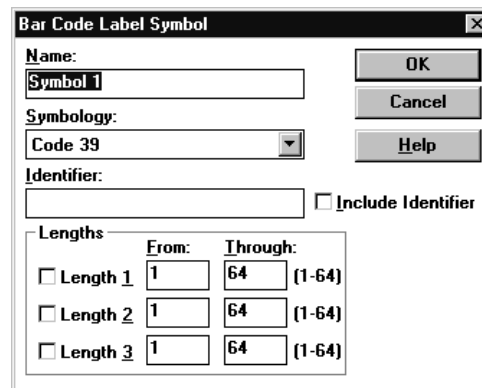 Bar Code Label Symbol
Name:
Symbol 1
OK
Cancel
Symbology:
Code 39
Help
Identifier:
Include Identifier
Lengths
From: Through:
Length 1 1 64 (1-64)
Length 2 1 64 (1-64)
Length 3 1 64 (1-64)